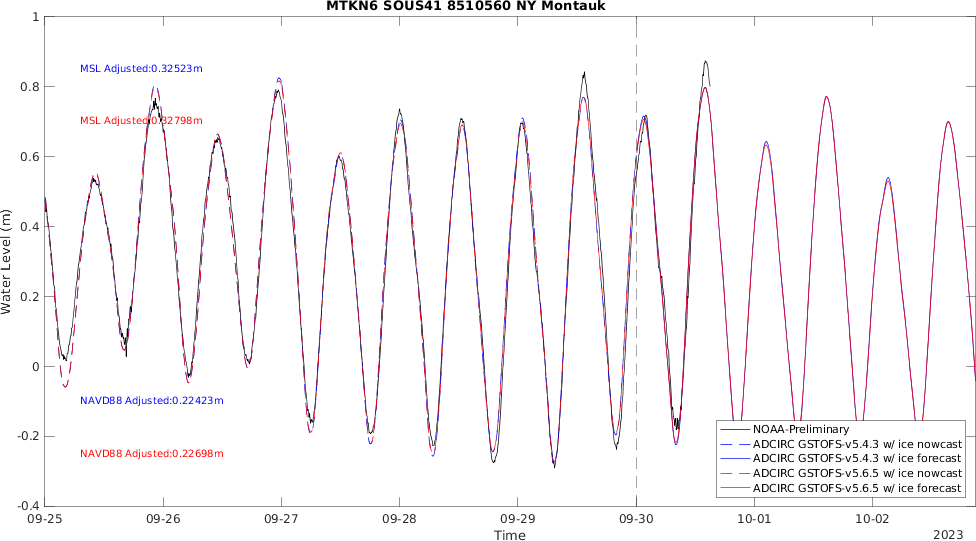 MTKN6 SOUS41 8510560 NY Montauk
1
0.8
0.6
0.4
0.2
0
-0.2
-0.4
Water Level (m)
MSL Adjusted:0.32523m
MSL Adjusted:0.32798m
NAVD88 Adjusted:0.22423m
NAVD88 Adjusted:0.22698m
NOAA-Preliminary
ADCIRC GSTOFS-v5.4.3 w/ ice nowcast
ADCIRC GSTOFS-v5.4.3 w/ ice forecast
ADCIRC GSTOFS-v5.6.5 w/ ice nowcast
ADCIRC GSTOFS-v5.6.5 w/ ice forecast
09-25 09-26 09-27 09-28 09-29 09-30 10-01 10-02
Time
2023